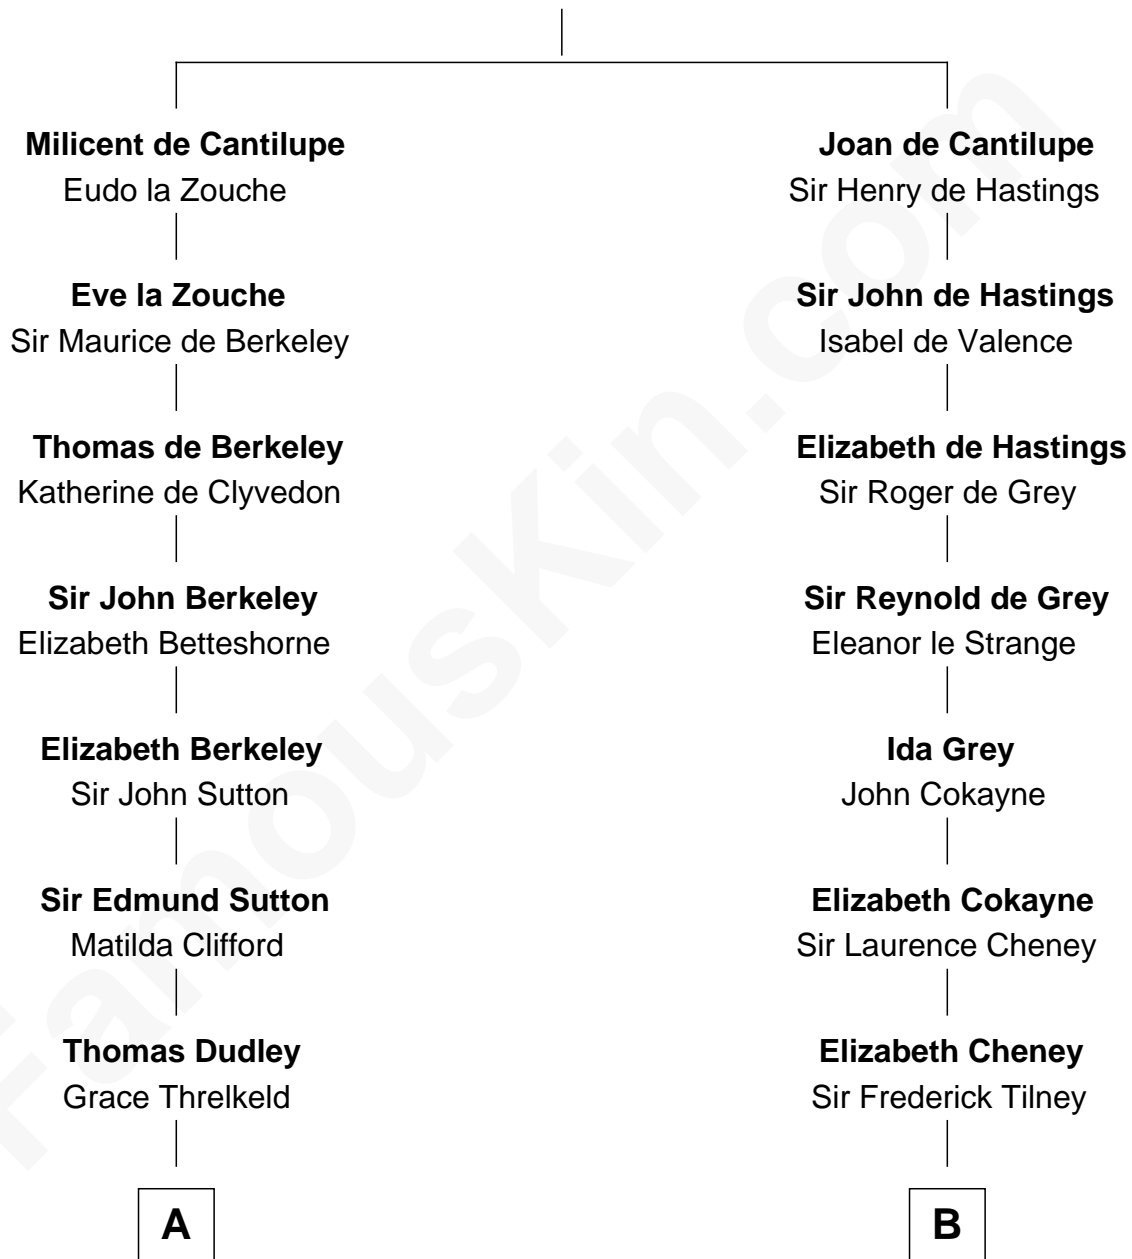 Milicent de Cantilupe
Eudo la Zouche
Eve la Zouche
Sir Maurice de Berkeley
Thomas de Berkeley
Katherine de Clyvedon
Sir John Berkeley
Elizabeth Betteshorne
Elizabeth Berkeley
Sir John Sutton
Sir Edmund Sutton
Matilda Clifford
Thomas Dudley
Grace Threlkeld
A
Joan de Cantilupe
Sir Henry de Hastings
Sir John de Hastings
Isabel de Valence
Elizabeth de Hastings
Sir Roger de Grey
Sir Reynold de Grey
Eleanor le Strange
Ida Grey
John Cokayne
Elizabeth Cokayne
Sir Laurence Cheney
Elizabeth Cheney
Sir Frederick Tilney
B
FamousKin.com